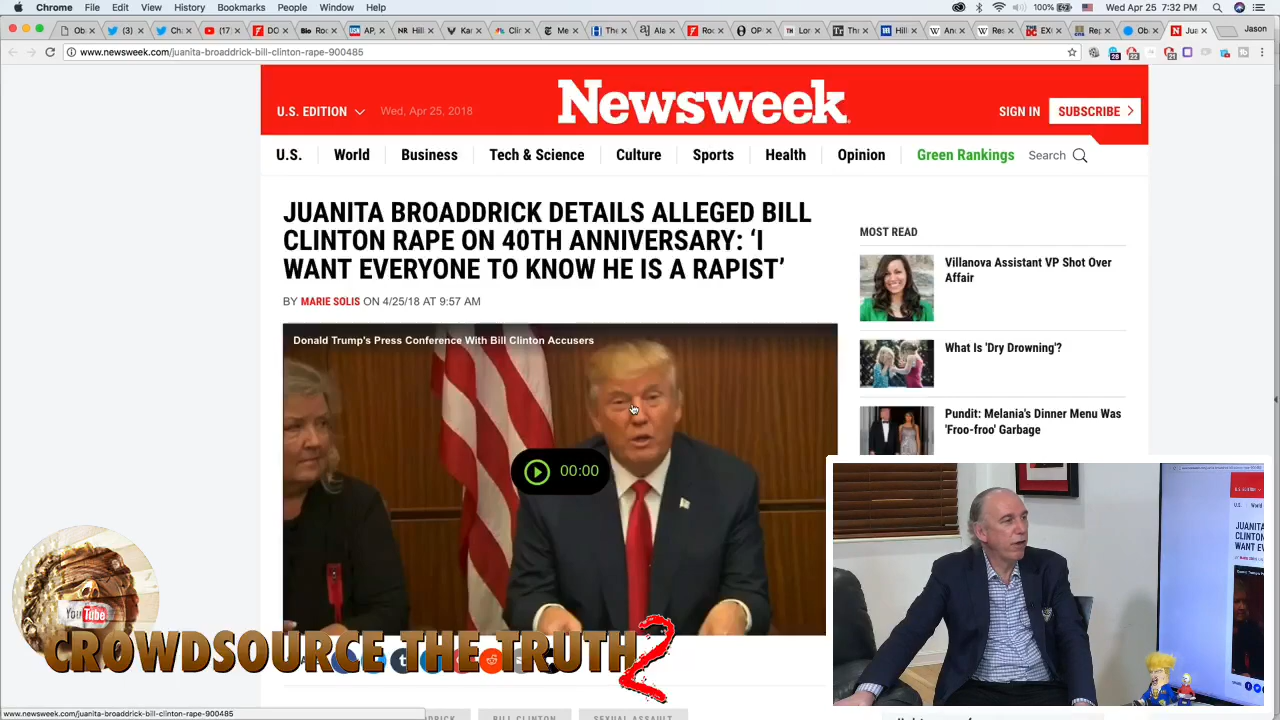 Chrome File Edit View History Bookmarks People Window Help 100% Wed Apr 25 7:32 PM
Jason
www.newsweek.com/juanita-broaddrick-bill-clinton-rape-900485
U.S. EDITION
Wed, Apr 25, 2018
Newsweek
SIGN IN
SUBSCRIBE
U.S. World Business Tech & Science Culture Sports Health Opinion Green Rankings Search
JUANITA BROADDRICK DETAILS ALLEGED BILL
CLINTON RAPE ON 40TH ANNIVERSARY: ‘I
WANT EVERYONE TO KNOW HE IS A RAPIST’
BY MARIE SOLIS ON 4/25/18 AT 9:57 AM
Donald Trump's Press Conference With Bill Clinton Accusers
00:00
MOST READ
Villanova Assistant VP Shot Over
Affair
What Is 'Dry Drowning'?
Pundit: Melania's Dinner Menu Was
'Froo-froo' Garbage
YouTube
CROWDSOURCE THE TRUTH 2
BILL CLINTON
SEXUAL ASSAULT
www.newsweek.com/juanita-broaddrick-bill-clinton-rape-900485